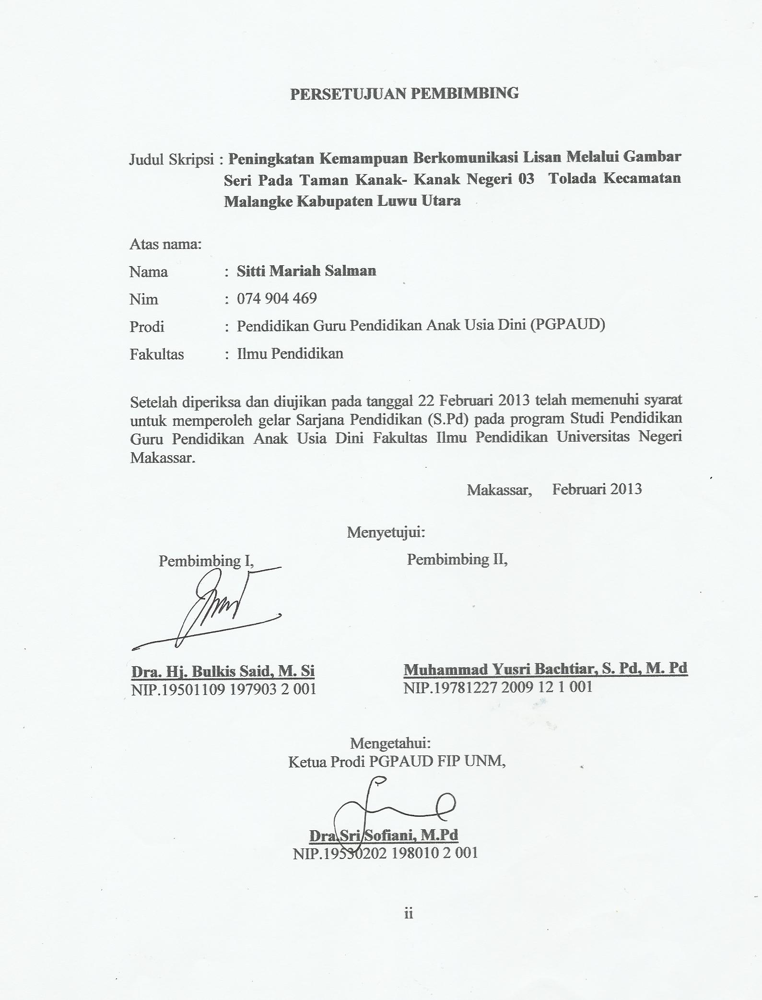 PERSETUJUAN PEMBIMBING
Judul Skripsi : Peningkatan Kemampuan Berkomunikasi Lisan Melalui Gambar
Seri Pada Taman Kanak- Kanak Negeri 03 Tolada Kecamatan
Malangke Kabupaten Luwu Utara
Atas nama:
Nama : Sitti Mariah Salman
Nim : 074 904 469
Prodi : Pendidikan Guru Pendidikan Anak Usia Dini (PGPAUD)
Fakultas : Ilmu Pendidikan
Setelah diperiksa dan diujikan pada tanggal 22 Februari 2013 telah memenuhi syarat
untuk memperoleh gelar Sarjana Pendidikan (S.Pd) pada program Studi Pendidikan
Guru Pendidikan Anak Usia Dini Fakultas Ilmu Pendidikan Universitas Negeri
Makassar.
Makassar, Februari 2013
Menyetujui:
Pembimbing I, Pembimbing II,
Dra. Hj. Bulkis Said, M. Si Muhammad Yusri Bachtiar, S. Pd, M. Pd
NIP.19501109 197903 2 001 NIP.19781227 2009 12 1 001
Mengetahui:
Ketua Prodi PGPAUD FIP UNM,
Dra.Sri Sofiani, M.Pd
NIP.19530202 198010 2 001
ii